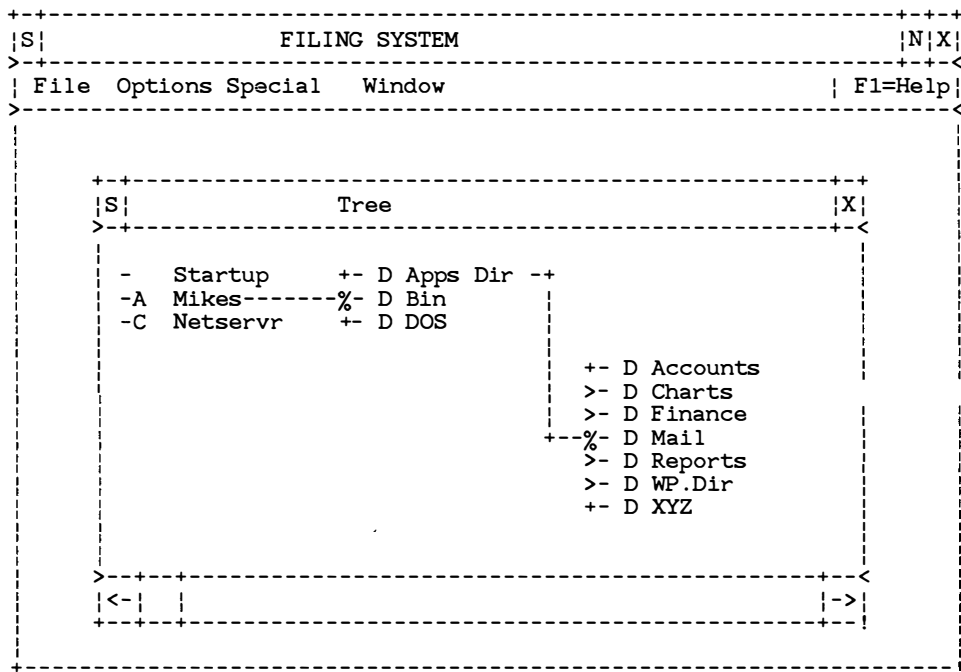 S FILING SYSTEM N X
File Options Special Window F1=Help
S Tree X
- Startup +- D Apps Dir -+
-A Mikes-------%- D Bin
-C Netservr +- D DOS
+- D Accounts
>- D Charts
>- D Finance
+--%- D Mail
>- D Reports
>- D WP.Dir
+- D XYZ
<- ->